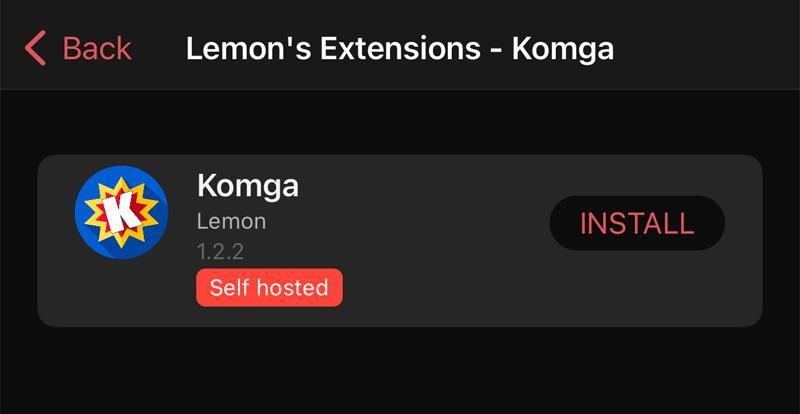 Back
Lemon's Extensions - Komga
K
Komga
Lemon
1.2.2
Self hosted
INSTALL